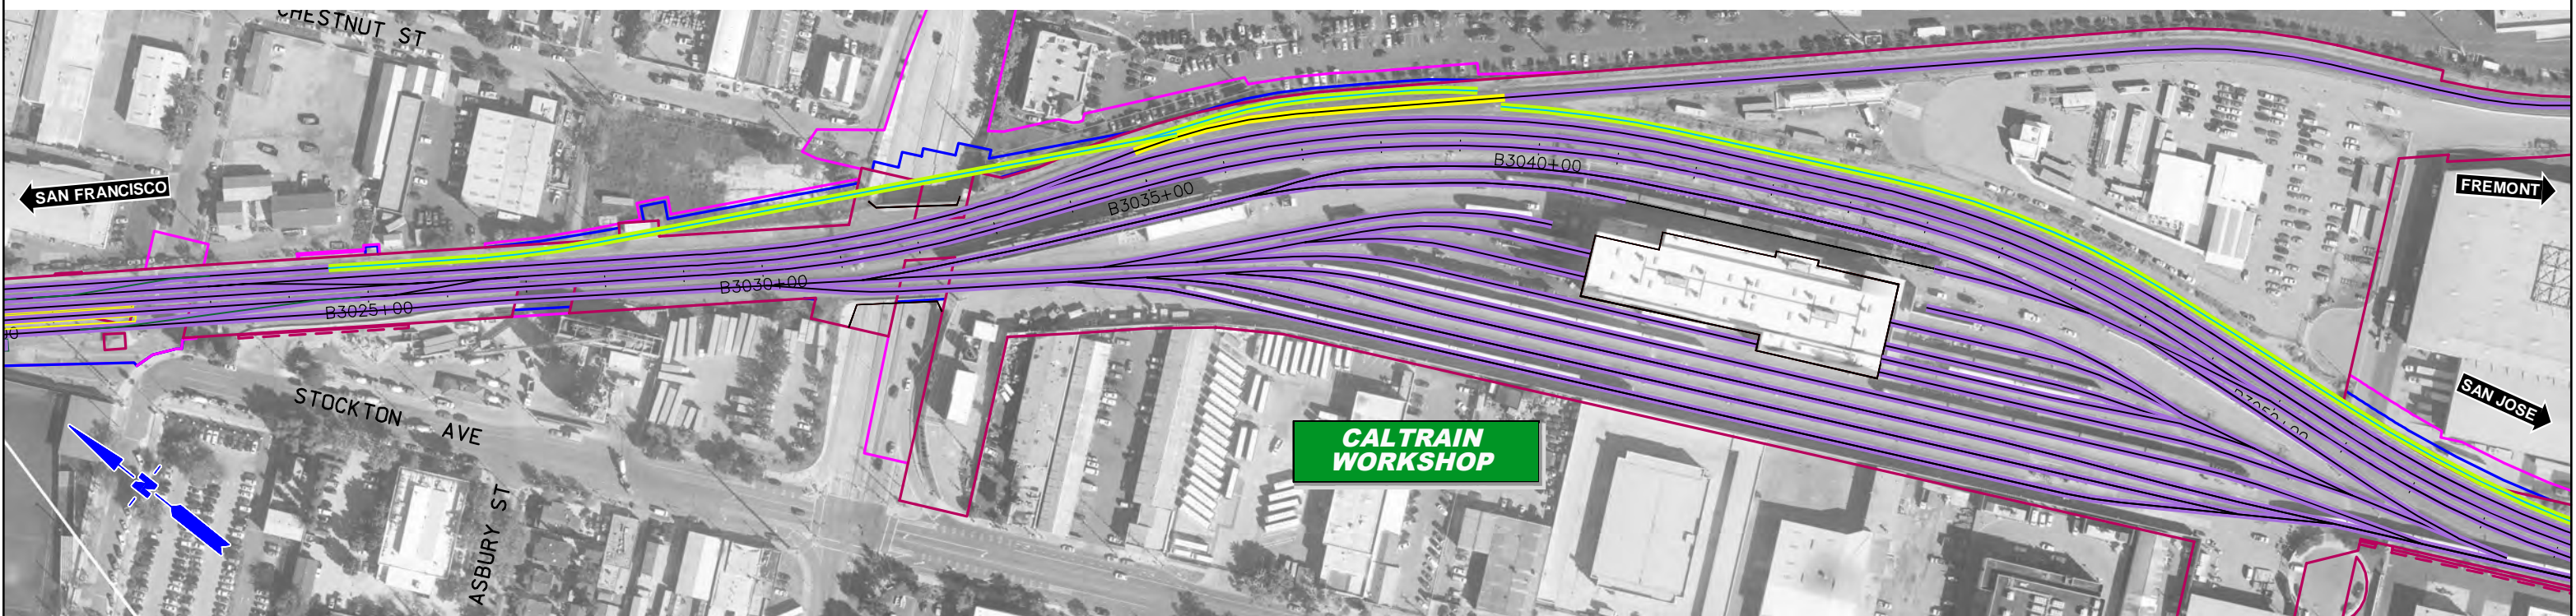 CHESTNUT ST
SAN FRANCISCO
B3040+00
FREMONT
B3035+00
B3030+00
B3025+00
SAN JOSE
STOCKTON AVE
CALTRAIN
WORKSHOP
N
ASBURY ST